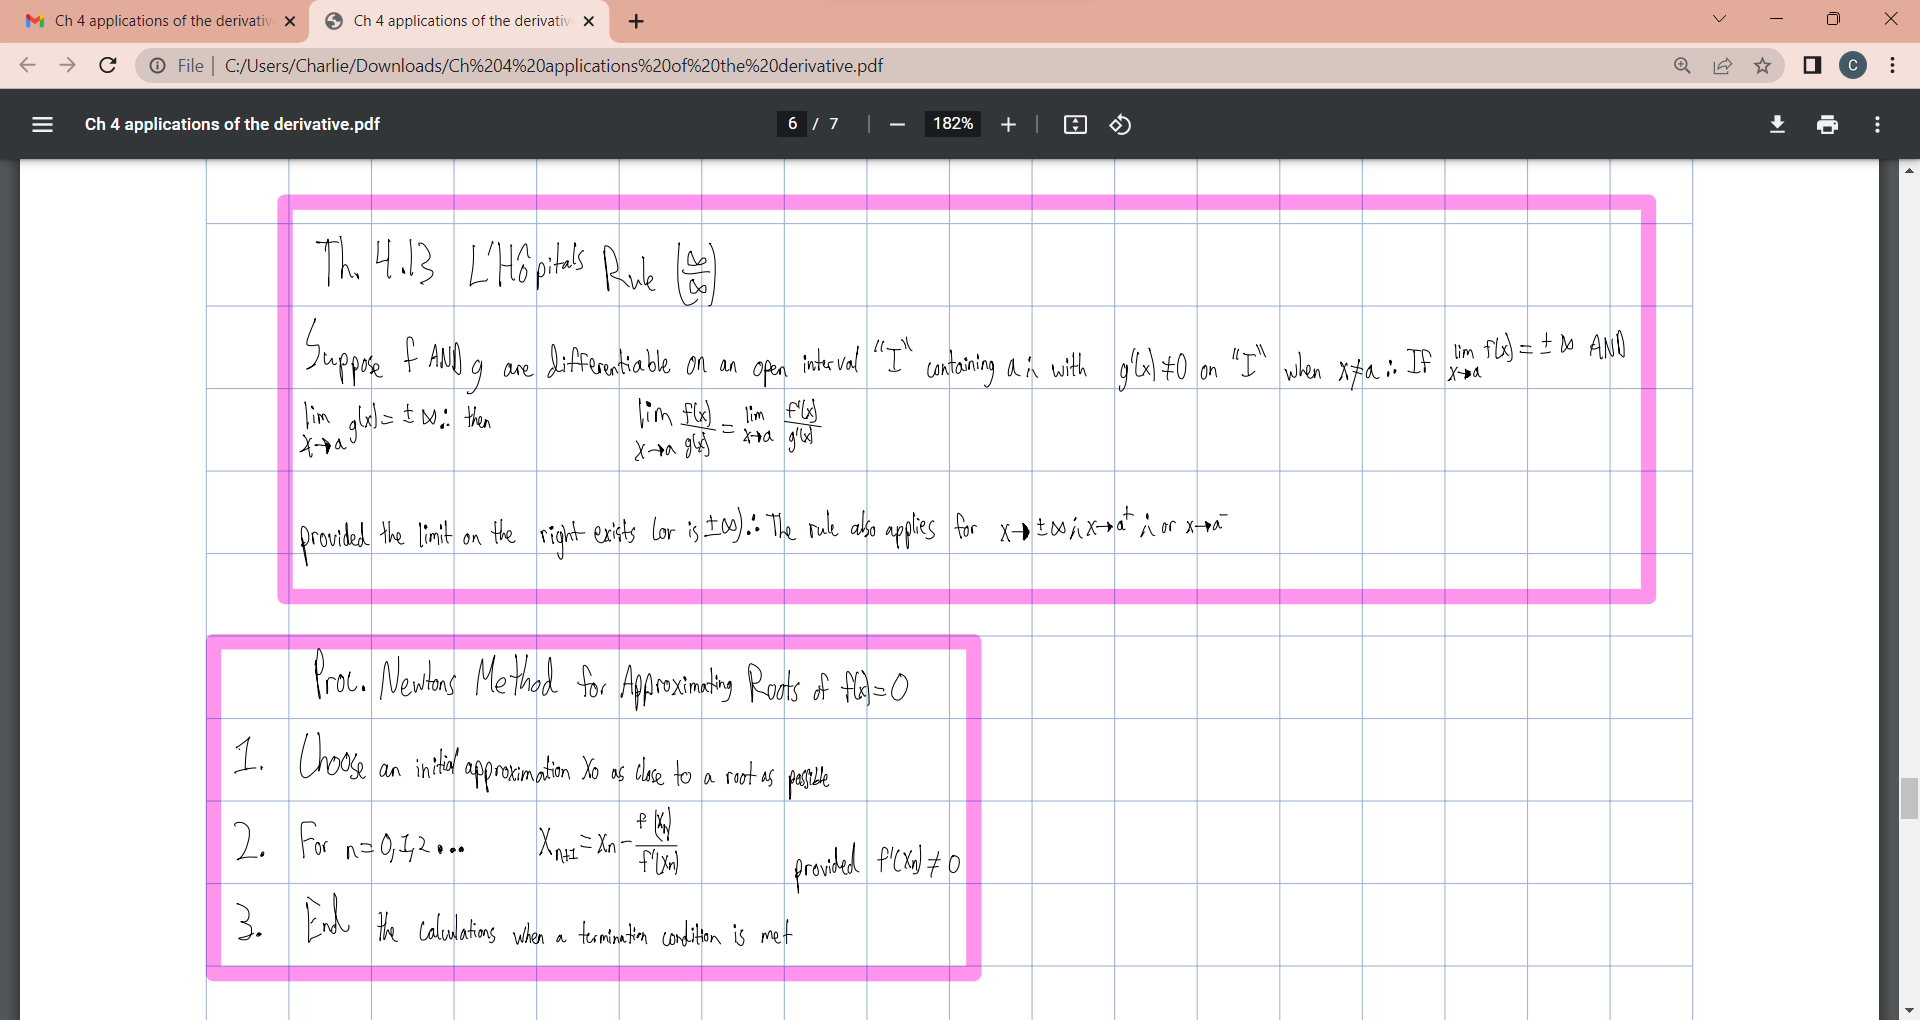 Ch 4 applications of the derivativ
Ch 4 applications of the derivativ
File | C:/Users/Charlie/Downloads/Ch%204%20applications%20of%20the%20derivative.pdf
C
Ch 4 applications of the derivative.pdf
6 / 7
182%
Th. 4.13 L'Hôpitals Rule (∞/∞)
Suppose f AND g are differentiable on an open interval "I" containing a ⁏ with g'(x)≠0 on "I" when x≠a ∴ If lim x→a f(x) = ±∞ AND
lim x→a g(x) = ±∞ ∴ then lim x→a f(x)/g(x) = lim x→a f'(x)/g'(x)
provided the limit on the right exists (or is ±∞) ∴ The rule also applies for x→±∞ ⁏ x→a⁺ ⁏ or x→a⁻
Proc. Newtons Method for Approximating Roots of f(x)=0
1. Choose an initial approximation X₀ as close to a root as possible
2. For n=0,1,2... Xₙ₊₁ = Xₙ - f(Xₙ)/f'(Xₙ) provided f'(Xₙ) ≠ 0
3. End the calculations when a termination condition is met